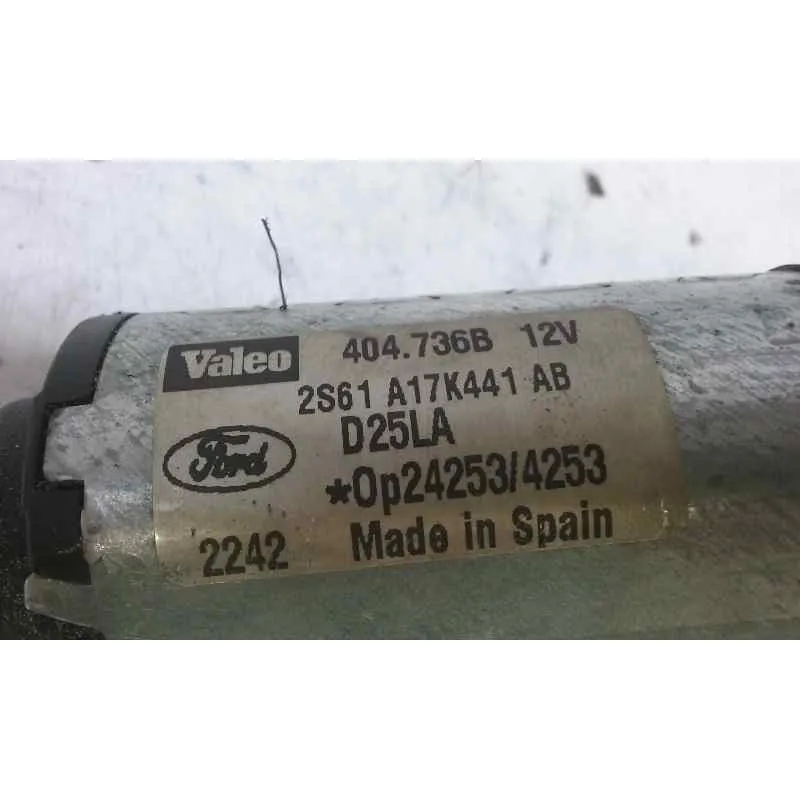 Valeo 404.736B 12V
2S61 A17K441 AB
Ford D25LA
*Op24253/4253
2242 Made in Spain